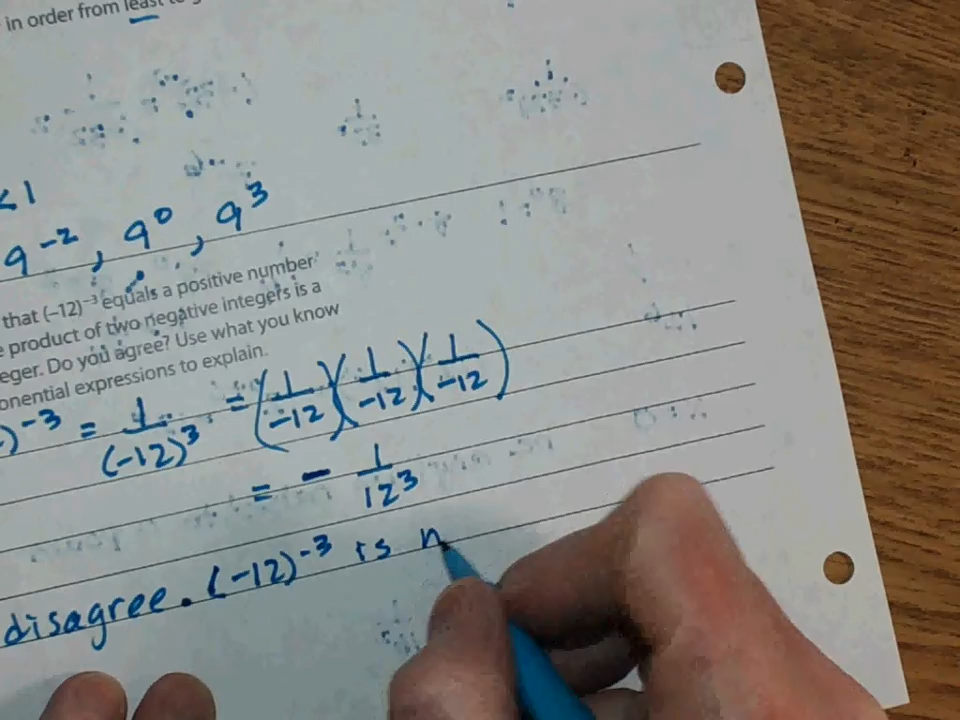 in order from least to g
<1
9⁻², 9⁰, 9³
that (–12)⁻³ equals a positive number
e product of two negative integers is a
eger. Do you agree? Use what you know
onential expressions to explain.
)⁻³ = 1/(-12)³ = (1/-12)(1/-12)(1/-12)
= - 1/12³
disagree. (-12)⁻³ is n